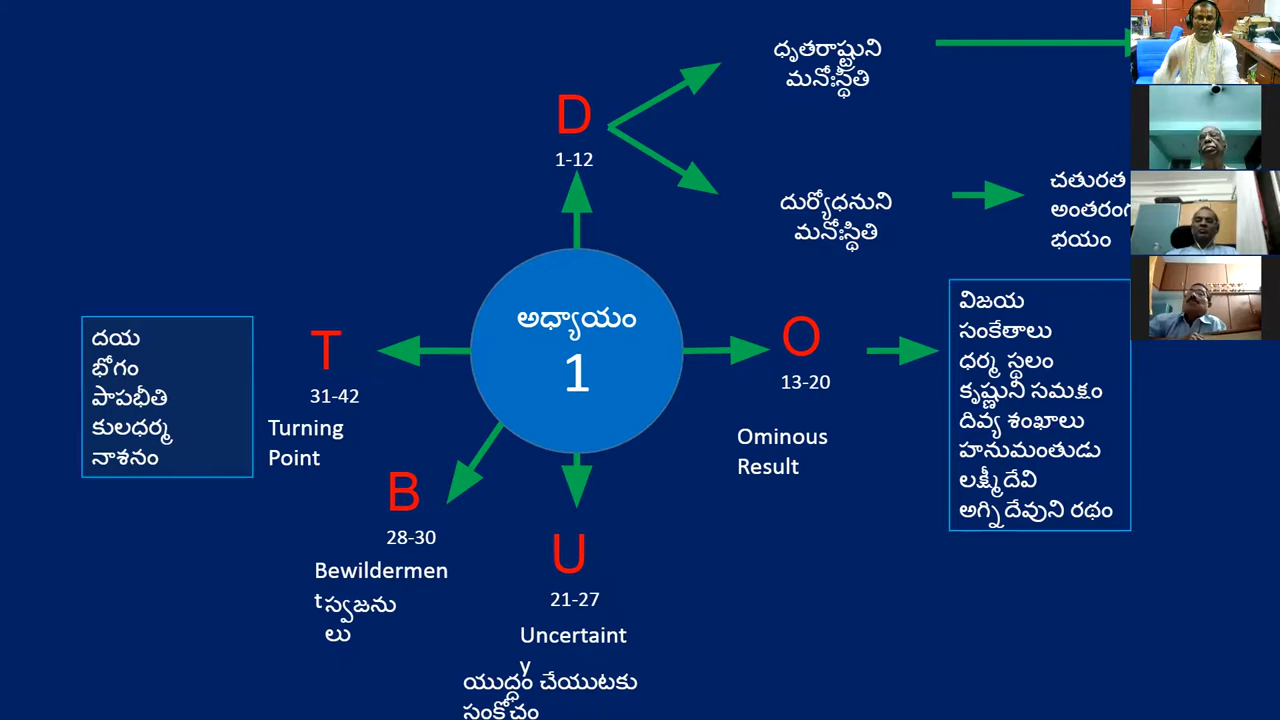 ధృతరాష్ట్రుని
మనోఃస్థితి
D
1-12
దుర్యోధనుని
మనోఃస్థితి
చతురత
భయం
అధ్యాయం
1
O
13-20
Ominous
Result
విజయ
సంకేతాలు
ధర్మ స్థలం
కృష్ణుని సమక్షం
దివ్య శంఖాలు
హనుమంతుడు
లక్ష్మీదేవి
అగ్నిదేవుని రథం
U
21-27
Uncertaint
y
యుద్ధం చేయుటకు
సంకోచం
B
28-30
Bewildermen
t
స్వజను
లు
T
31-42
Turning
Point
దయ
భోగం
పాపభీతి
కులధర్మ
నాశనం